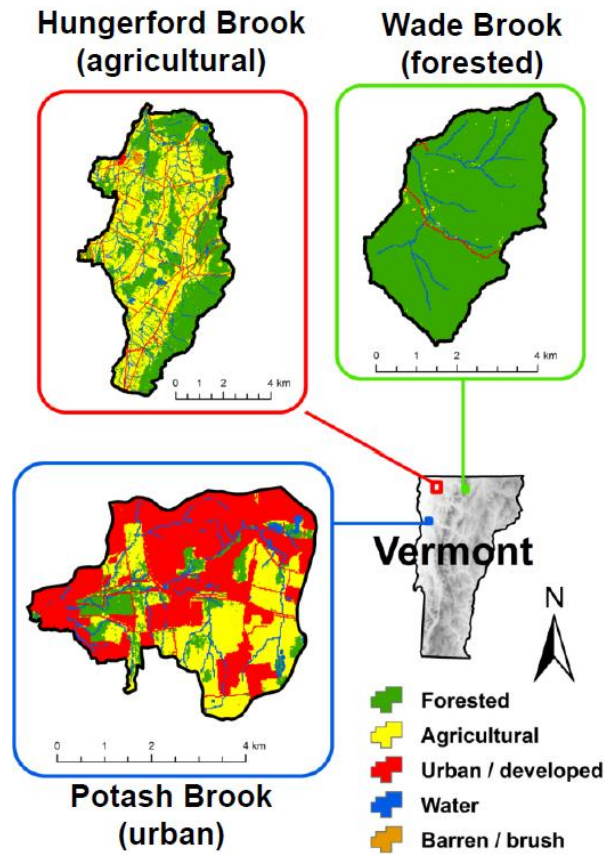 Hungerford Brook
(agricultural)
Wade Brook
(forested)
0 1 2 4 km
0 1 2 4 km
Vermont
N
0 1 2 4 km
Potash Brook
(urban)
Forested
Agricultural
Urban / developed
Water
Barren / brush